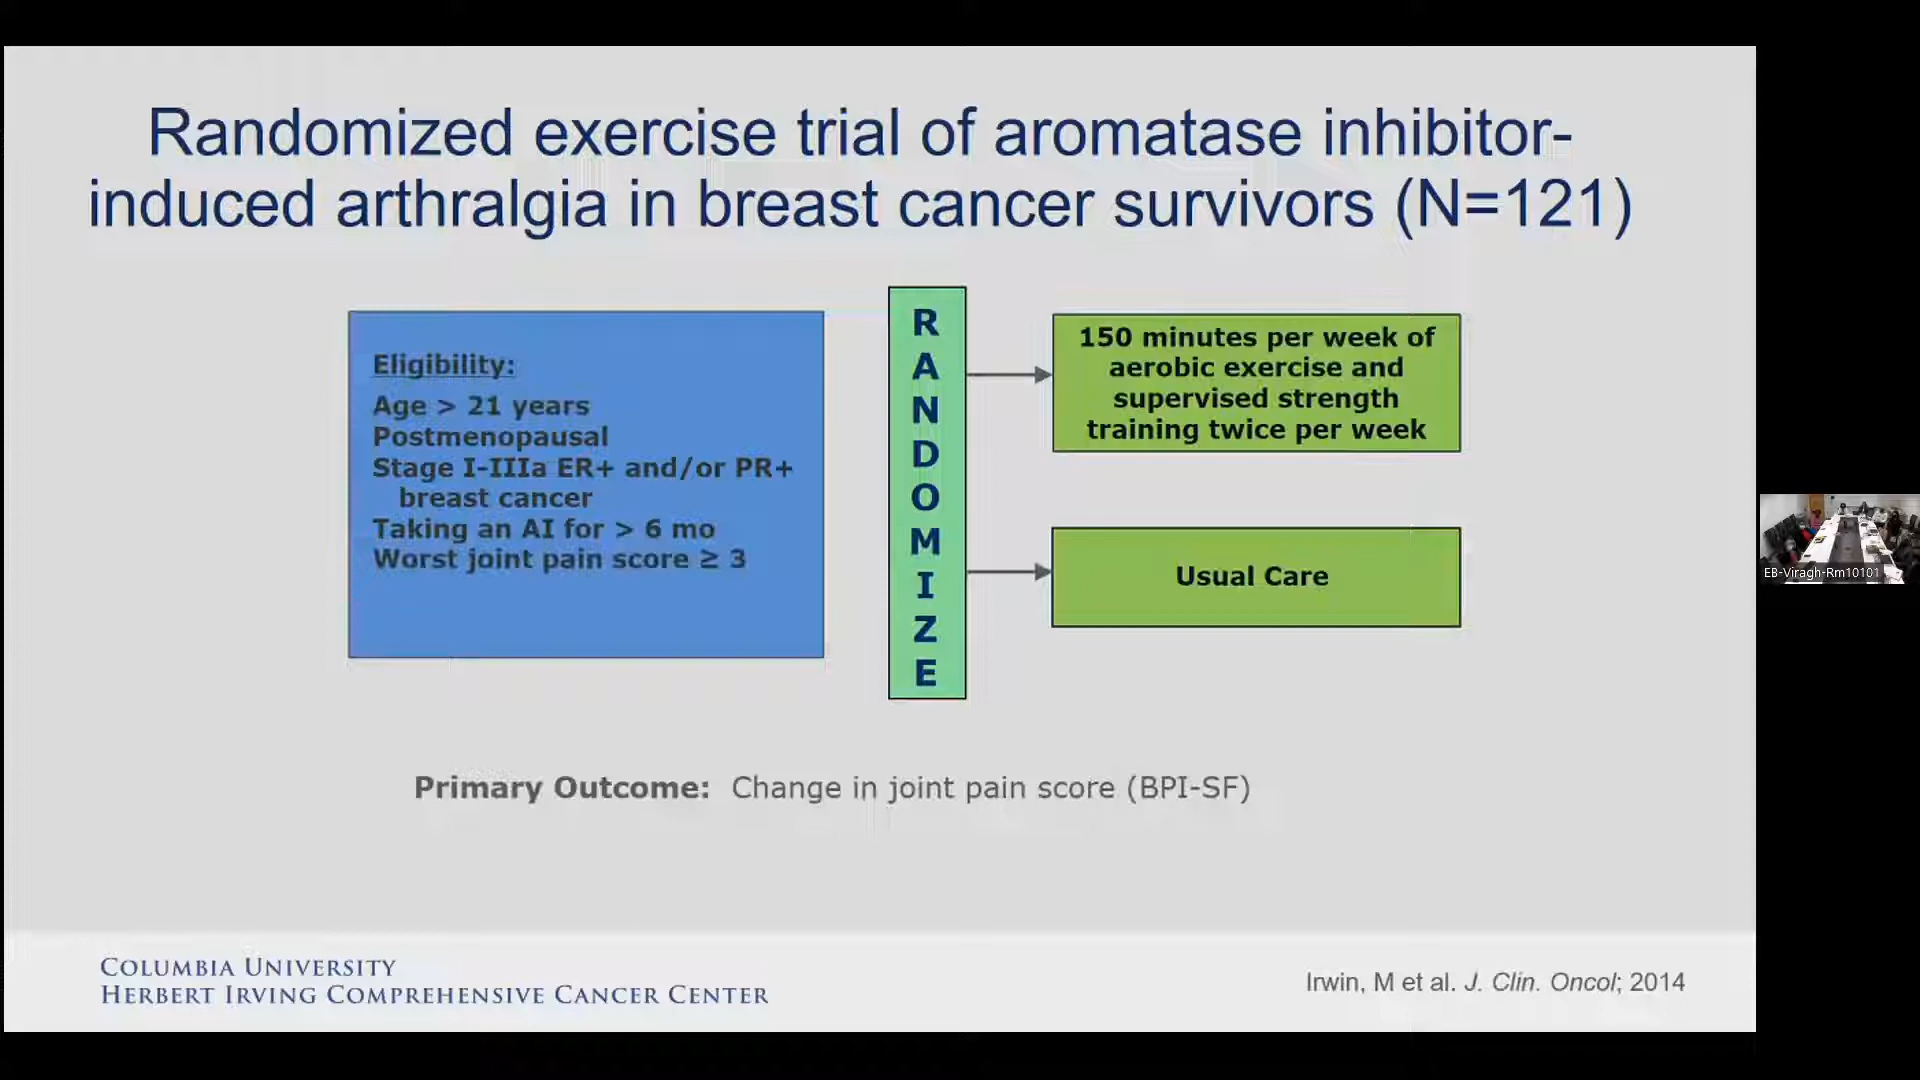 Randomized exercise trial of aromatase inhibitor-
induced arthralgia in breast cancer survivors (N=121)
Eligibility:
Age > 21 years
Postmenopausal
Stage I-IIIa ER+ and/or PR+
breast cancer
Taking an AI for > 6 mo
Worst joint pain score ≥ 3
R
A
N
D
O
M
I
Z
E
150 minutes per week of
aerobic exercise and
supervised strength
training twice per week
Usual Care
Primary Outcome: Change in joint pain score (BPI-SF)
COLUMBIA UNIVERSITY
HERBERT IRVING COMPREHENSIVE CANCER CENTER
Irwin, M et al. J. Clin. Oncol; 2014
EB-Viragh-Rm10101